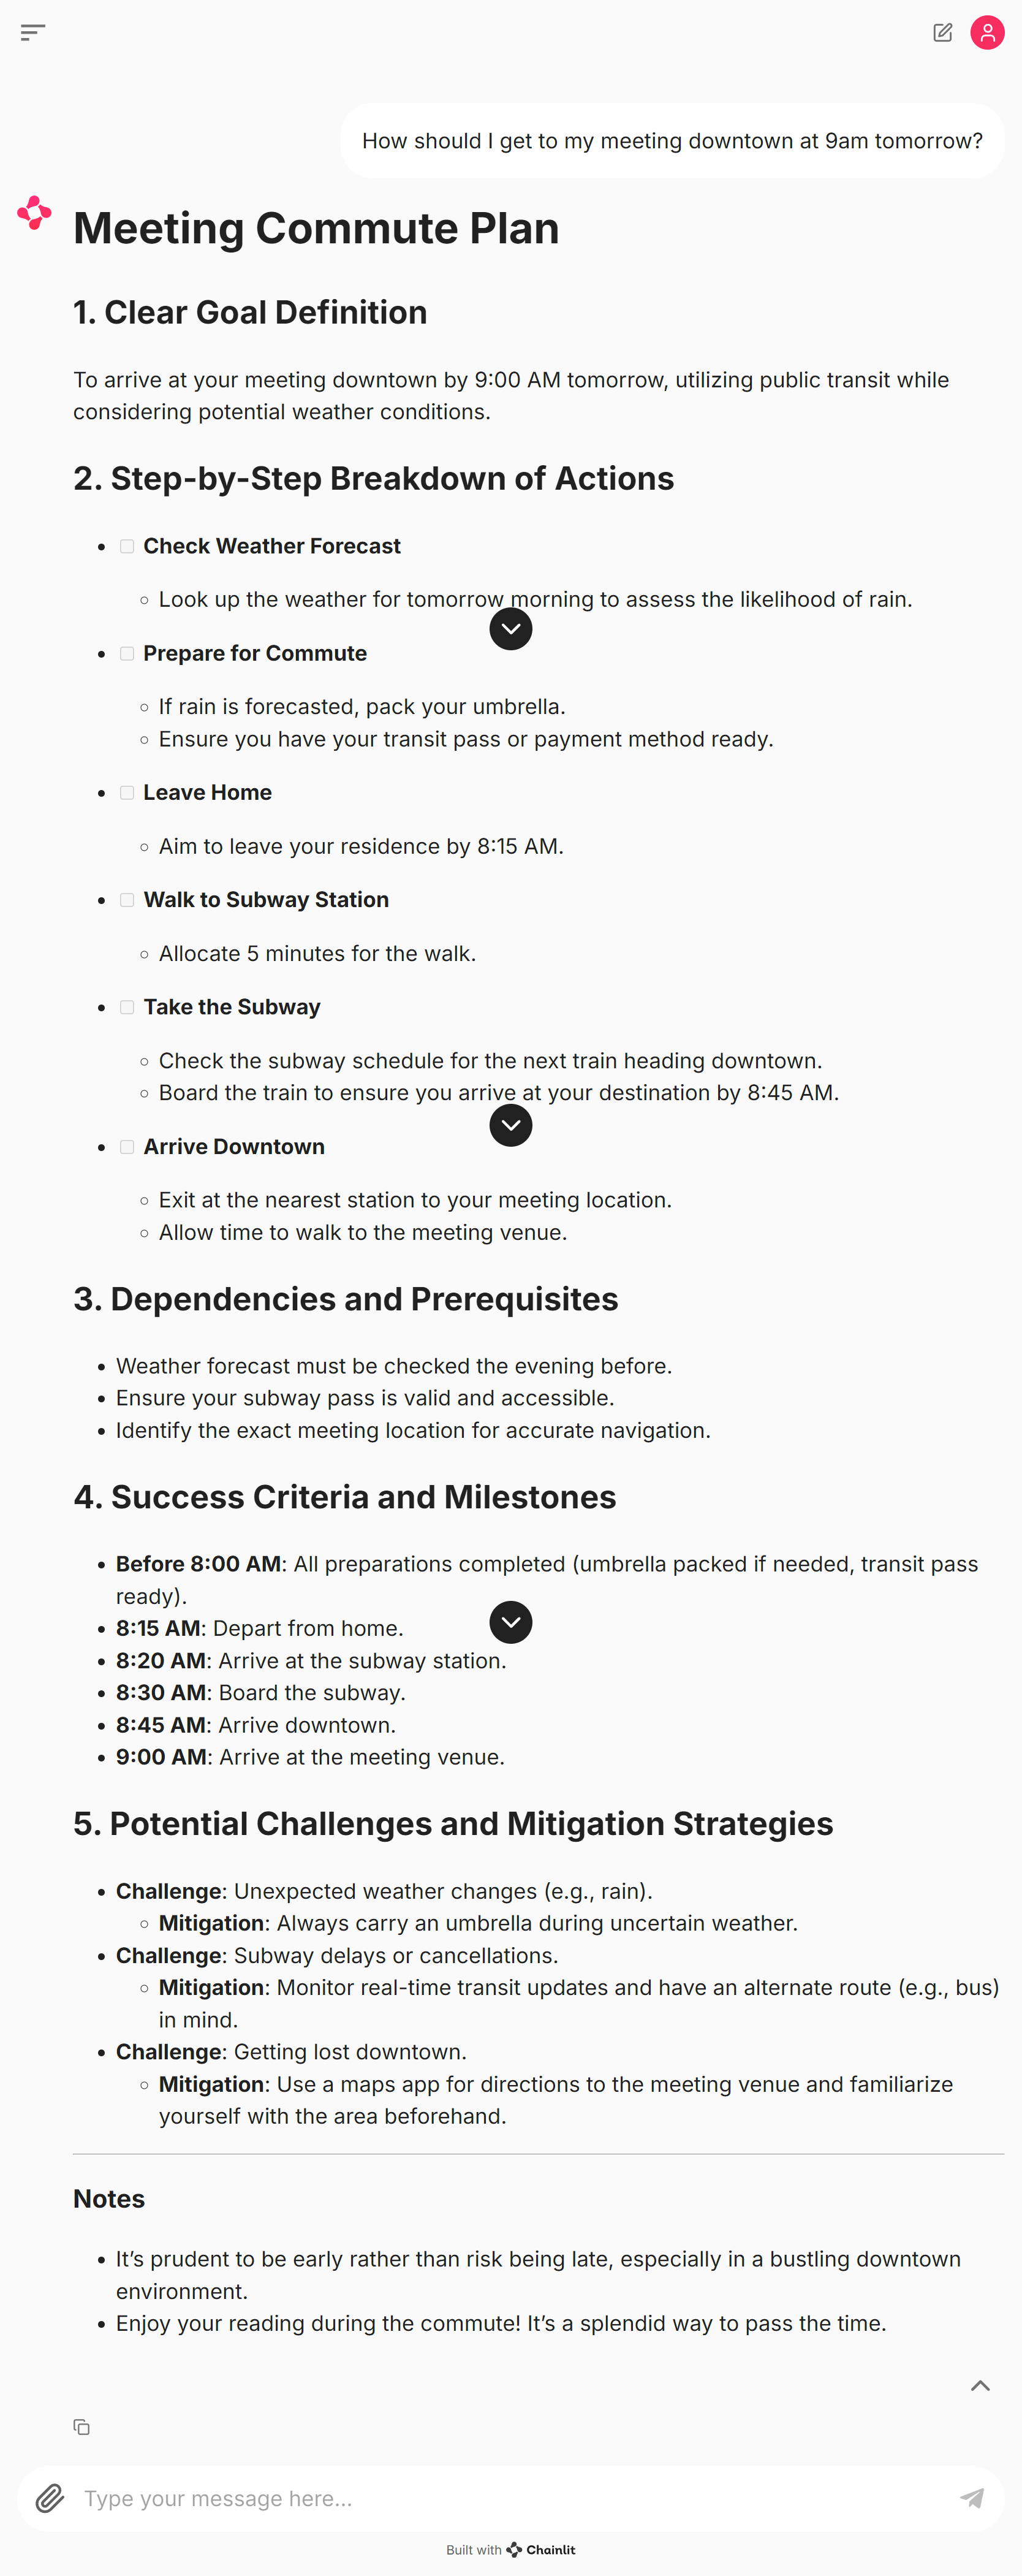 How should I get to my meeting downtown at 9am tomorrow?
Meeting Commute Plan
1. Clear Goal Definition
To arrive at your meeting downtown by 9:00 AM tomorrow, utilizing public transit while
considering potential weather conditions.
2. Step-by-Step Breakdown of Actions
Check Weather Forecast
Look up the weather for tomorrow morning to assess the likelihood of rain.
Prepare for Commute
If rain is forecasted, pack your umbrella.
Ensure you have your transit pass or payment method ready.
Leave Home
Aim to leave your residence by 8:15 AM.
Walk to Subway Station
Allocate 5 minutes for the walk.
Take the Subway
Check the subway schedule for the next train heading downtown.
Board the train to ensure you arrive at your destination by 8:45 AM.
Arrive Downtown
Exit at the nearest station to your meeting location.
Allow time to walk to the meeting venue.
3. Dependencies and Prerequisites
Weather forecast must be checked the evening before.
Ensure your subway pass is valid and accessible.
Identify the exact meeting location for accurate navigation.
4. Success Criteria and Milestones
Before 8:00 AM: All preparations completed (umbrella packed if needed, transit pass
ready).
8:15 AM: Depart from home.
8:20 AM: Arrive at the subway station.
8:30 AM: Board the subway.
8:45 AM: Arrive downtown.
9:00 AM: Arrive at the meeting venue.
5. Potential Challenges and Mitigation Strategies
Challenge: Unexpected weather changes (e.g., rain).
Mitigation: Always carry an umbrella during uncertain weather.
Challenge: Subway delays or cancellations.
Mitigation: Monitor real-time transit updates and have an alternate route (e.g., bus)
in mind.
Challenge: Getting lost downtown.
Mitigation: Use a maps app for directions to the meeting venue and familiarize
yourself with the area beforehand.
Notes
It’s prudent to be early rather than risk being late, especially in a bustling downtown
environment.
Enjoy your reading during the commute! It’s a splendid way to pass the time.
Type your message here...
Built with Chainlit